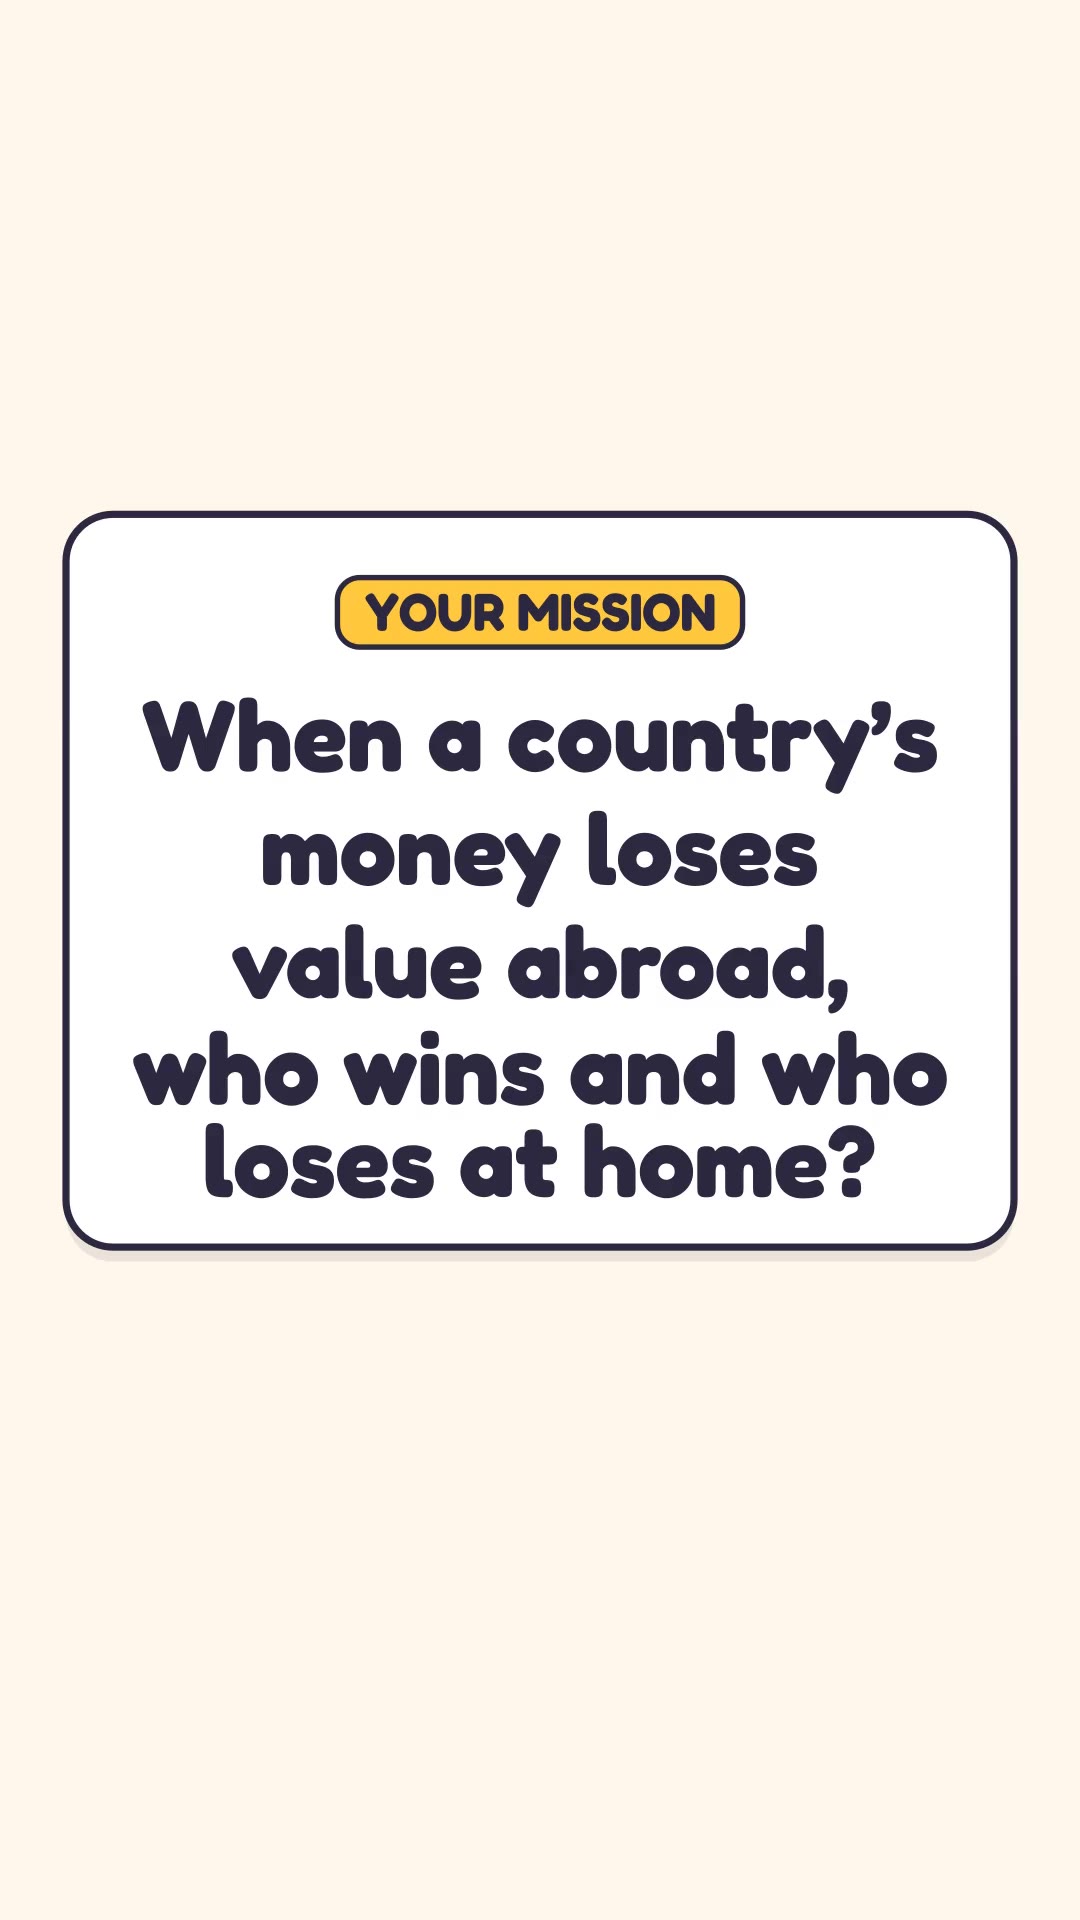 YOUR MISSION
When a country’s
money loses
value abroad,
who wins and who
loses at home?